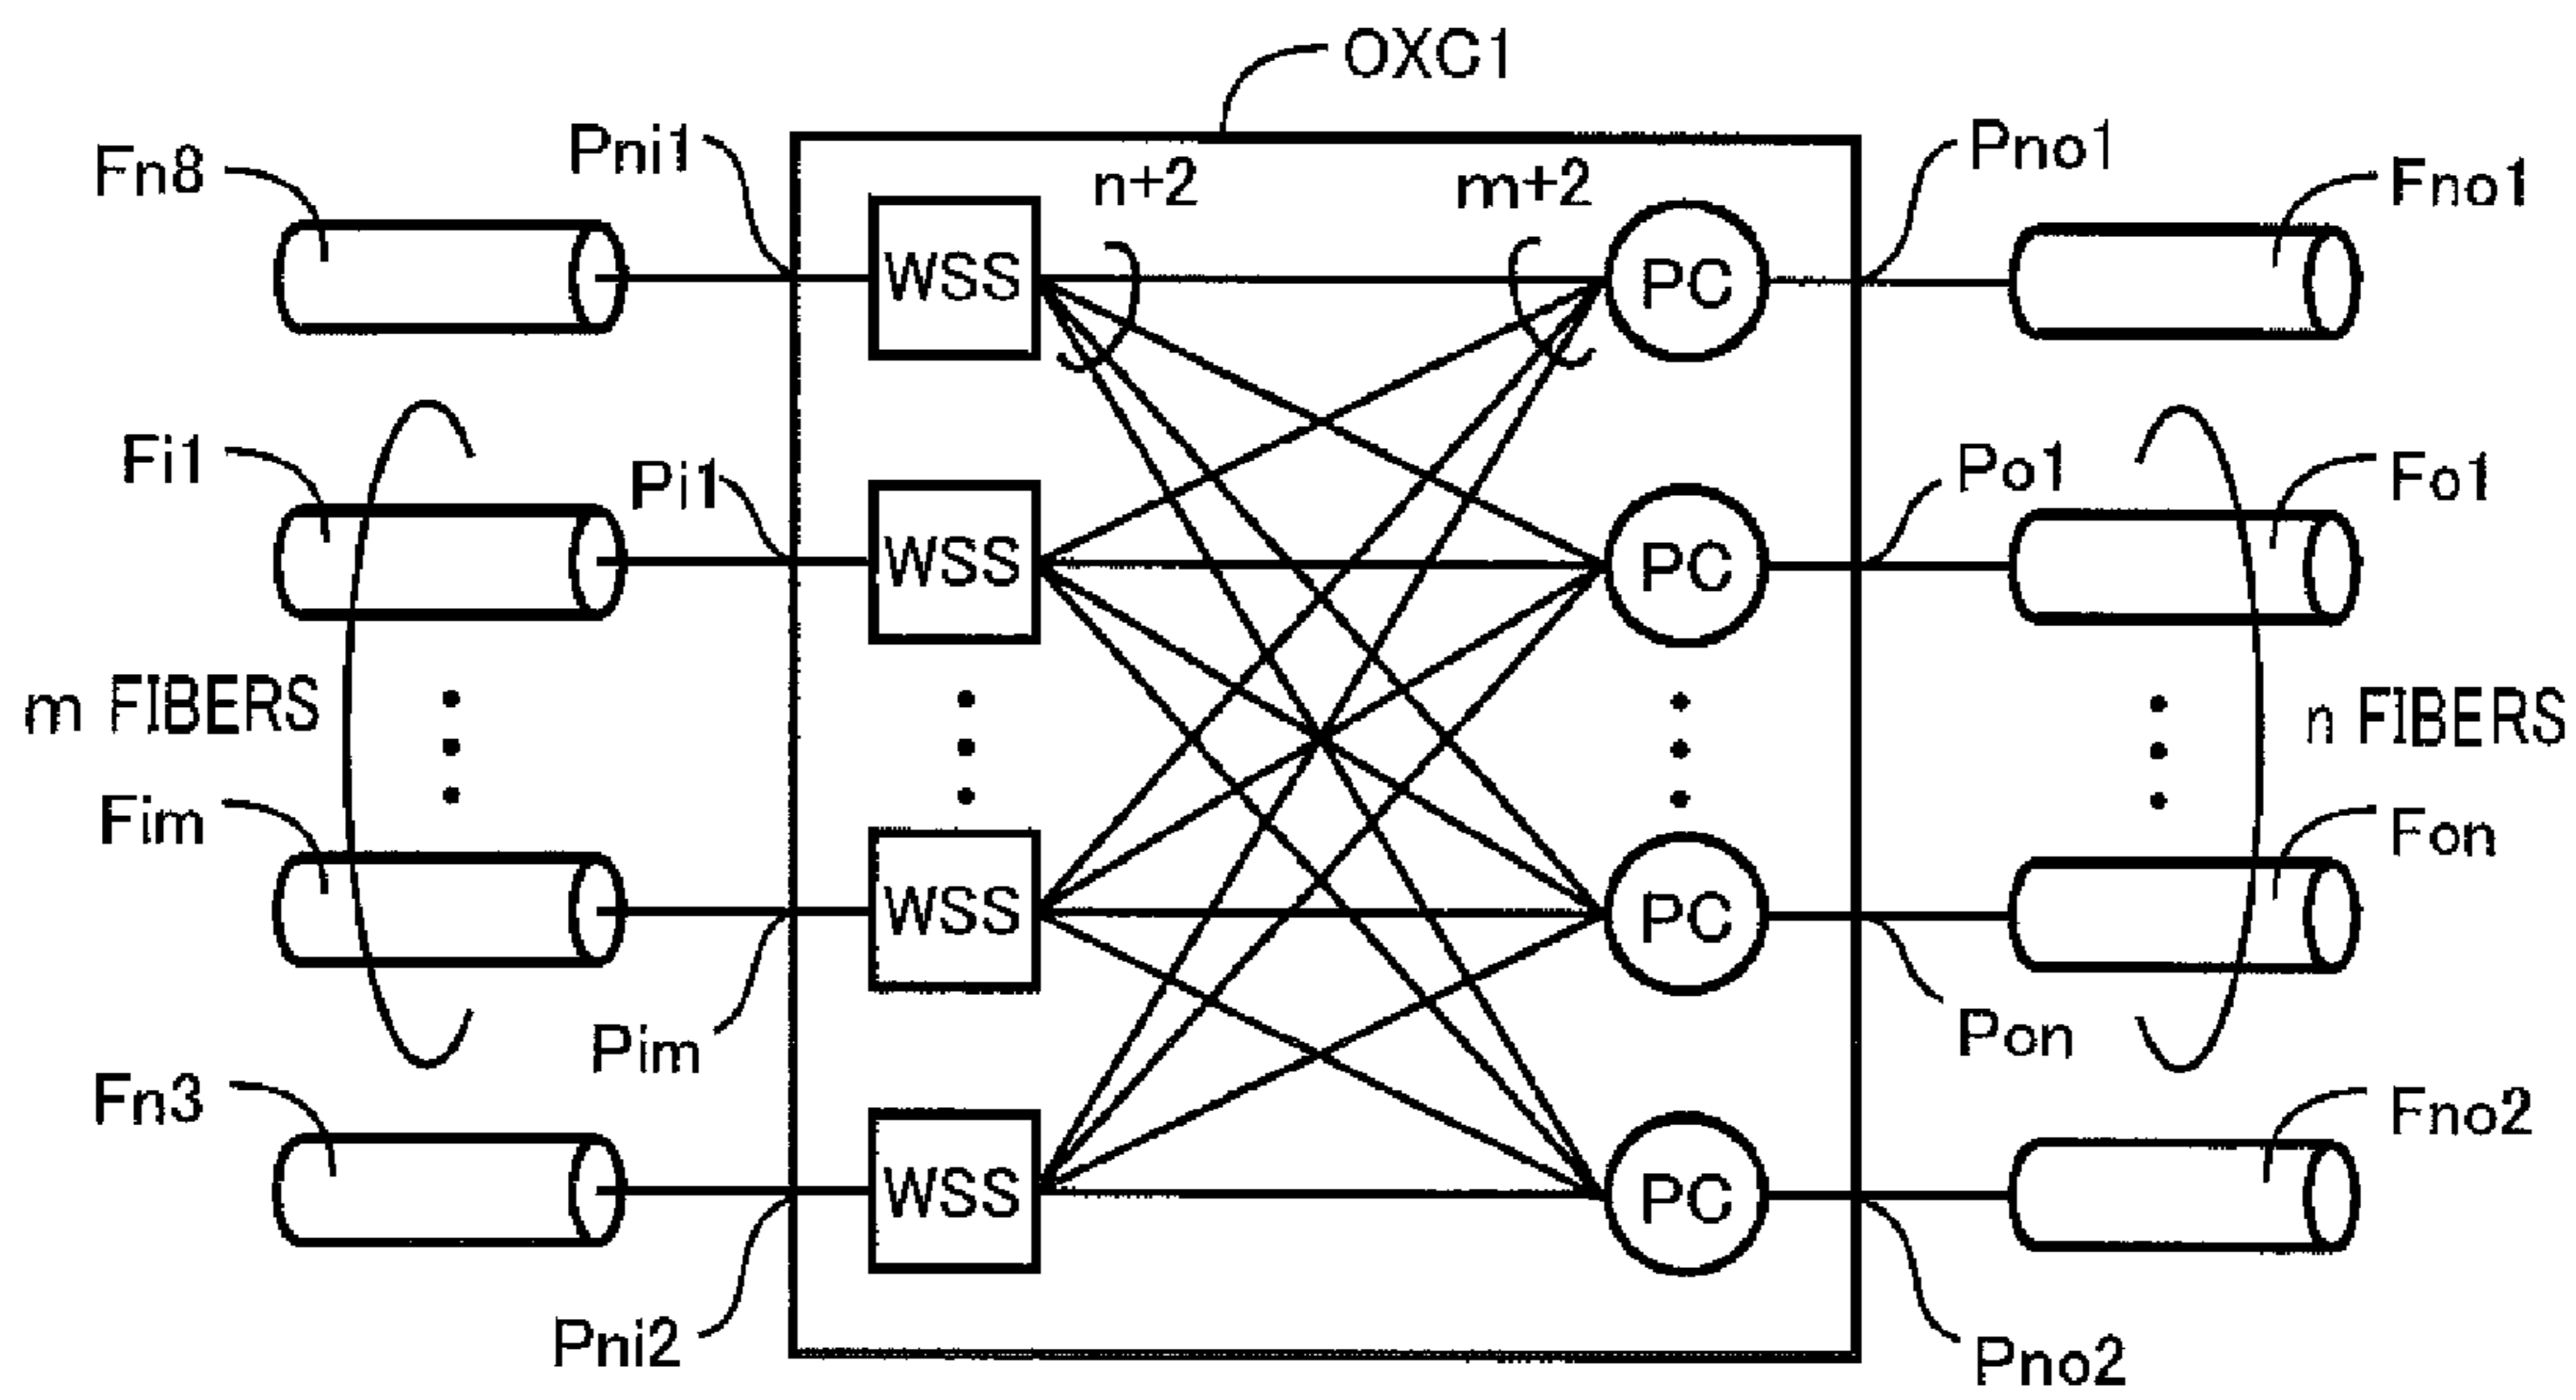 OXC1
Fn8
Pni1
n+2
m+2
Pno1
Fno1
WSS
PC
Fi1
Pi1
WSS
PC
Po1
Fo1
m FIBERS
n FIBERS
Fim
WSS
PC
Fon
Pim
Pon
Fn3
WSS
PC
Fno2
Pni2
Pno2